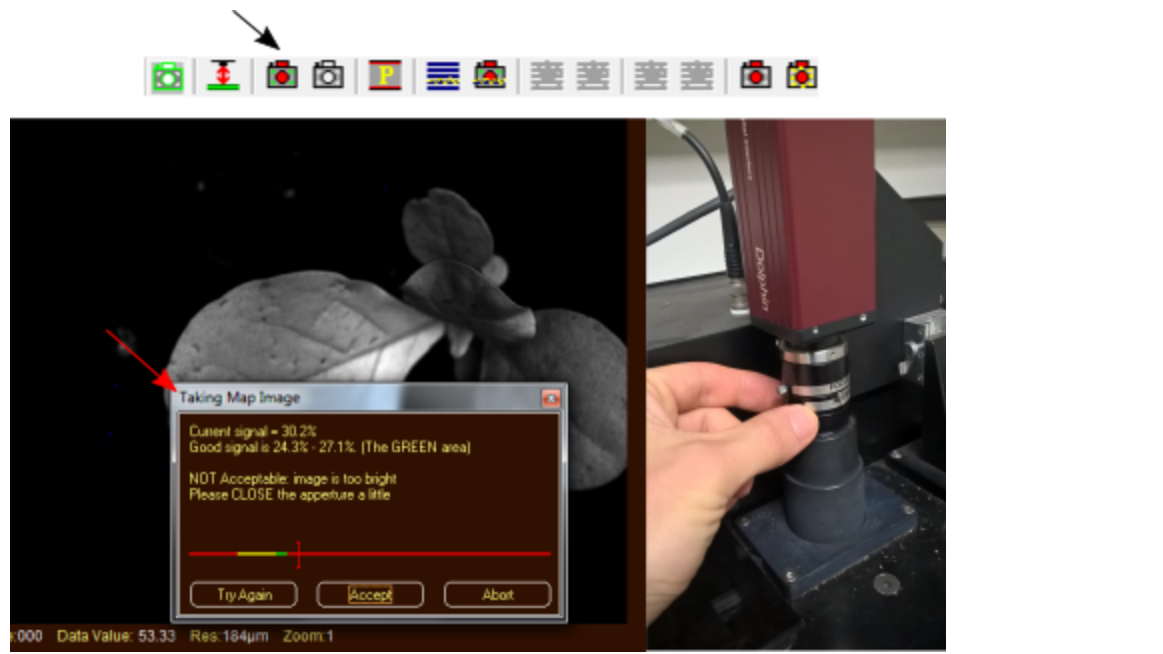 P
Dolphin
Taking Map Image
Current signal = 30.2%
Good signal is 24.3% - 27.1%. (The GREEN area)
NOT Acceptable: image is too bright
Please CLOSE the apperture a little
Try Again
Accept
Abort
:000 Data Value: 53.33 Res:184µm Zoom:1